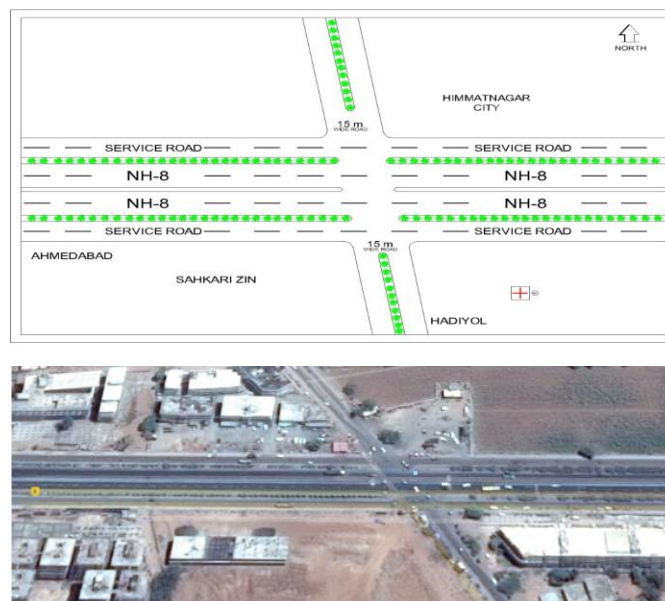 NORTH
HIMMATNAGAR
CITY
15 m
WIDE ROAD
SERVICE ROAD
SERVICE ROAD
NH-8
NH-8
NH-8
NH-8
SERVICE ROAD
SERVICE ROAD
15 m
WIDE ROAD
AHMEDABAD
SAHKARI ZIN
HADIYOL